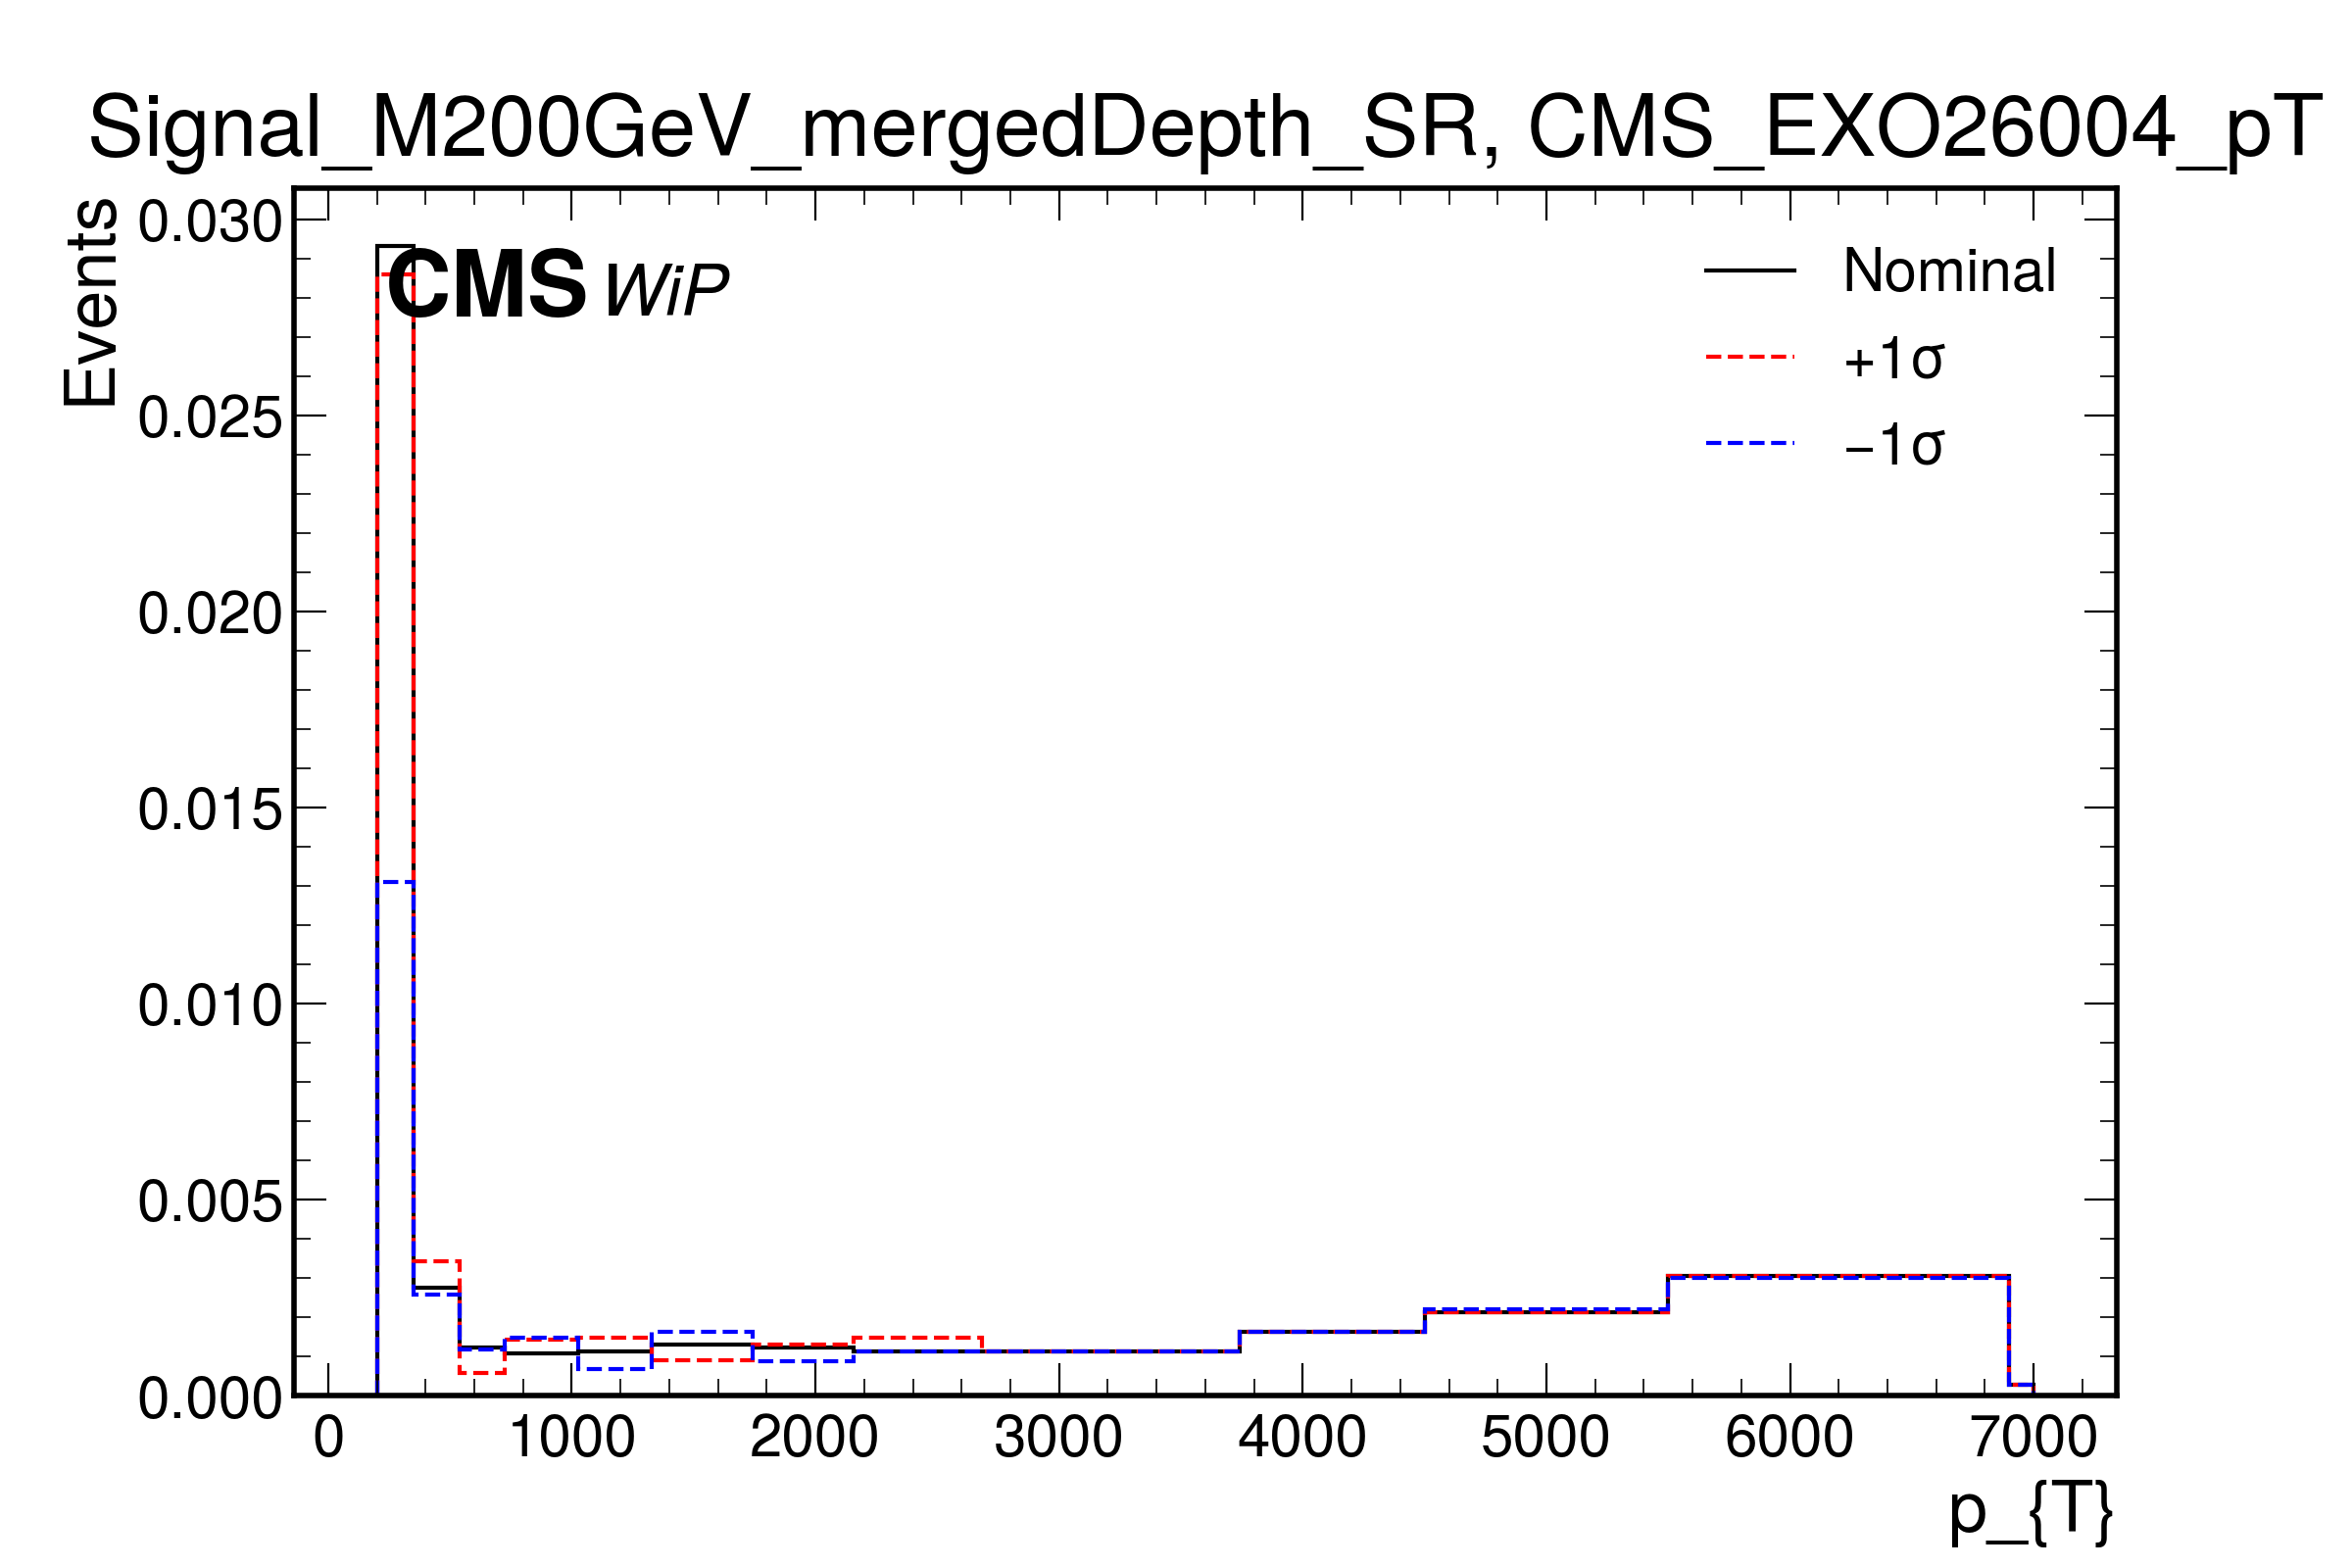 Signal_M200GeV_mergedDepth_SR, CMS_EXO26004_pT
Events
0.030
0.025
0.020
0.015
0.010
0.005
0.000
CMS WiP
Nominal
+1σ
−1σ
0 1000 2000 3000 4000 5000 6000 7000
p_{T}